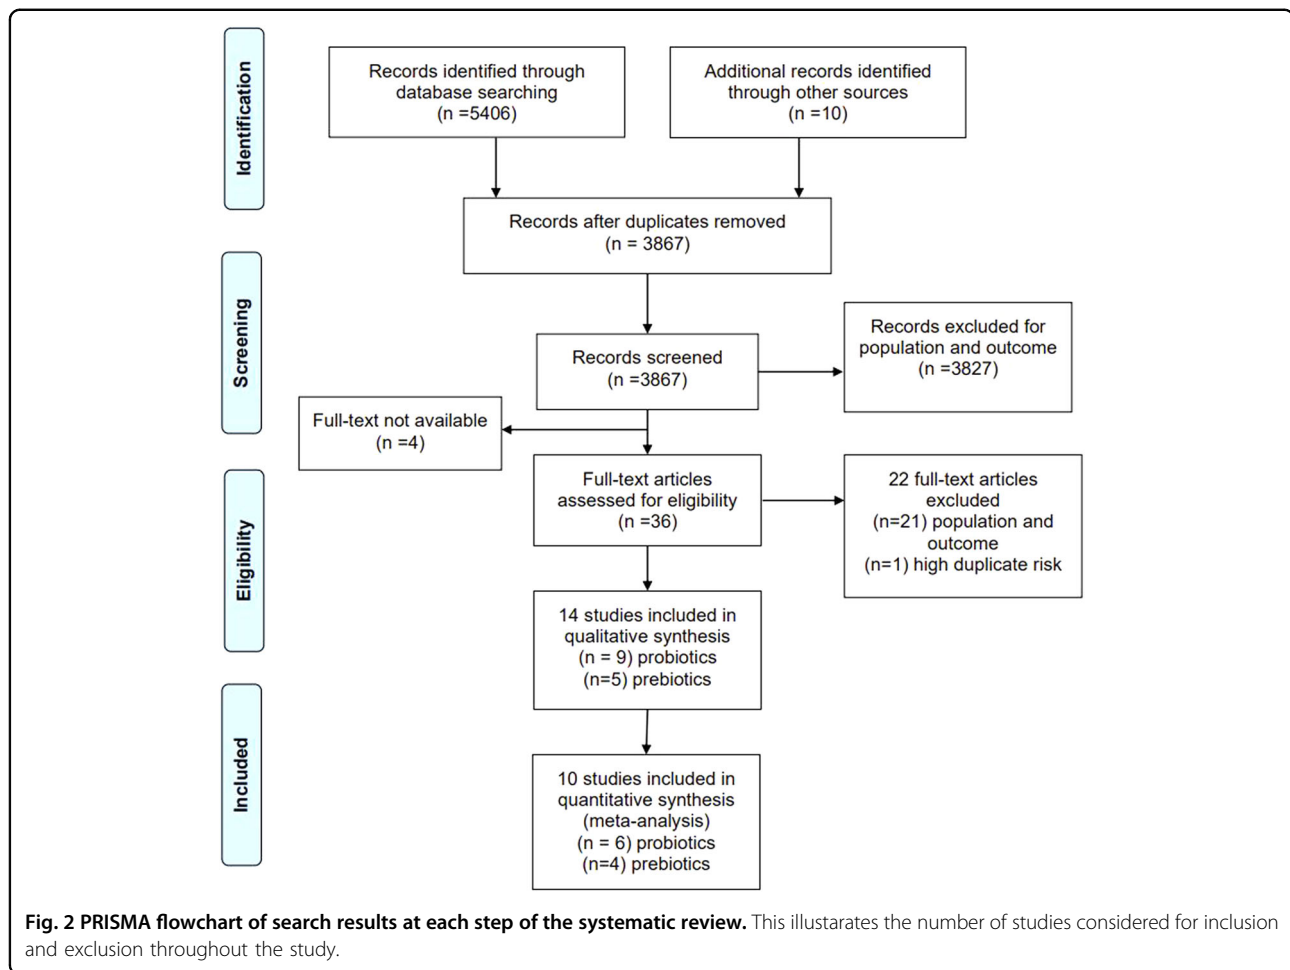 Identification
Records identified through
database searching
(n =5406)
Additional records identified
through other sources
(n =10)
Records after duplicates removed
(n = 3867)
Screening
Records screened
(n =3867)
Records excluded for
population and outcome
(n =3827)
Full-text not available
(n =4)
Eligibility
Full-text articles
assessed for eligibility
(n =36)
22 full-text articles
excluded
(n=21) population and
outcome
(n=1) high duplicate risk
14 studies included in
qualitative synthesis
(n = 9) probiotics
(n=5) prebiotics
Included
10 studies included in
quantitative synthesis
(meta-analysis)
(n = 6) probiotics
(n=4) prebiotics
Fig. 2 PRISMA flowchart of search results at each step of the systematic review. This illustarates the number of studies considered for inclusion
and exclusion throughout the study.